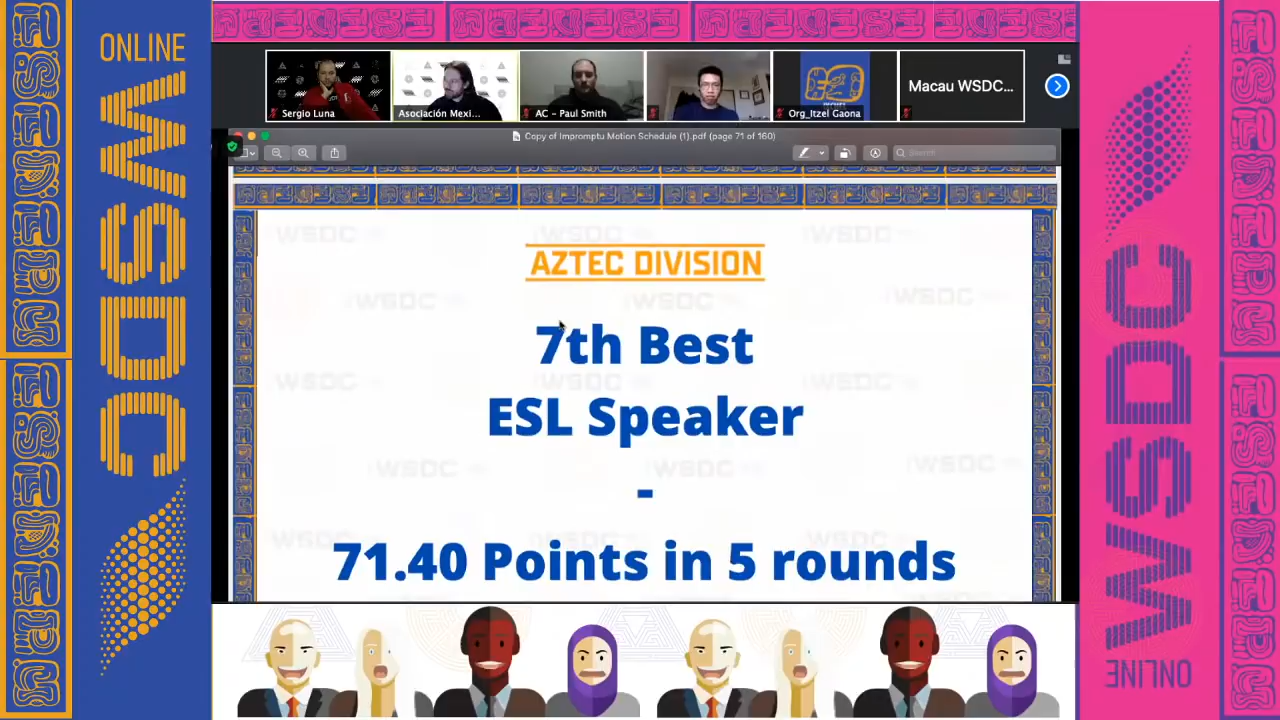 ONLINE
WSDC
Sergio Luna
Asociación Mexi...
AC - Paul Smith
Org_Itzel Gaona
Macau WSDC...
Copy of Impromptu Motion Schedule (1).pdf (page 71 of 160)
Search
AZTEC DIVISION
7th Best
ESL Speaker
-
71.40 Points in 5 rounds
WSDC
ONLINE